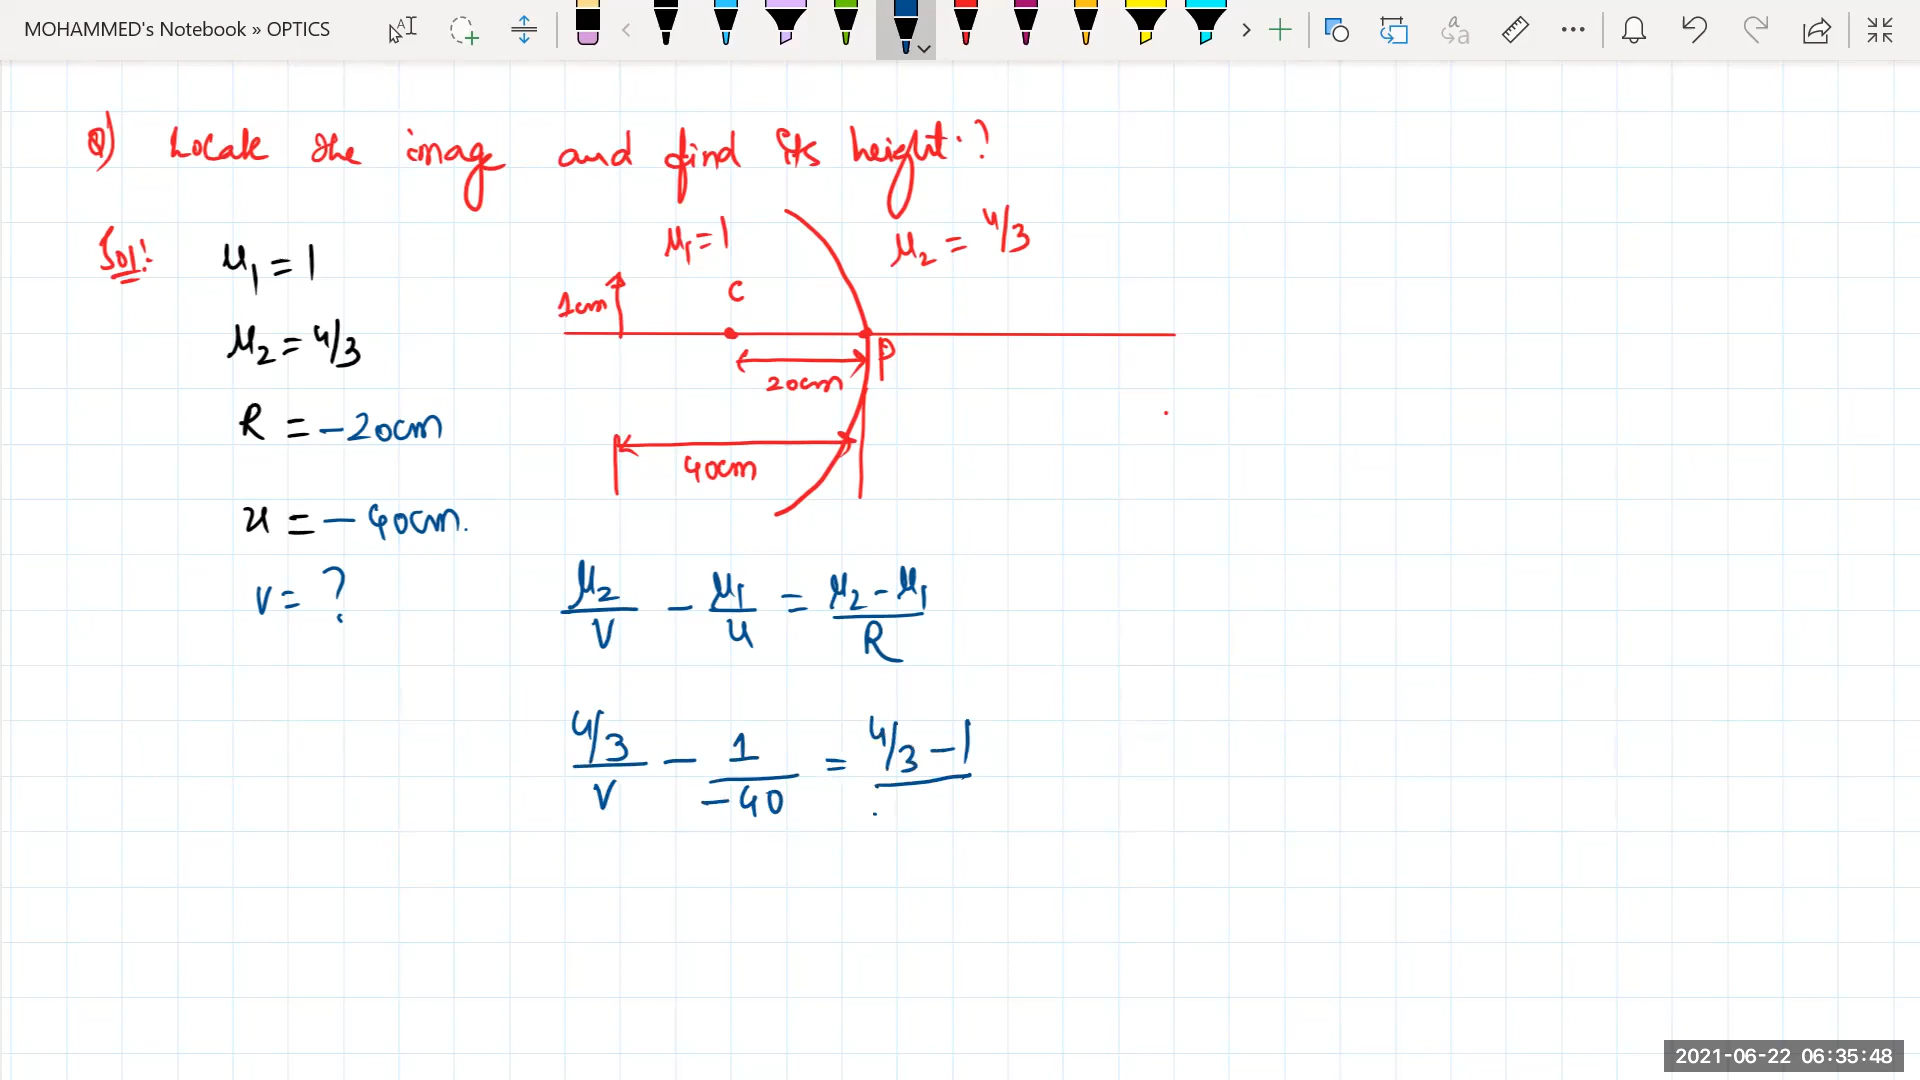 MOHAMMED's Notebook » OPTICS
Q) Locate the image and find its height.?
Sol:
μ₁ = 1
μ₂ = 4/3
R = -20cm
u = -40cm.
v = ?
μ₁ = 1
μ₂ = 4/3
1cm
C
P
20cm
40cm
μ₂/v - μ₁/u = μ₂ - μ₁/R
4/3/v - 1/-40 = 4/3 - 1
2021-06-22 06:35:48